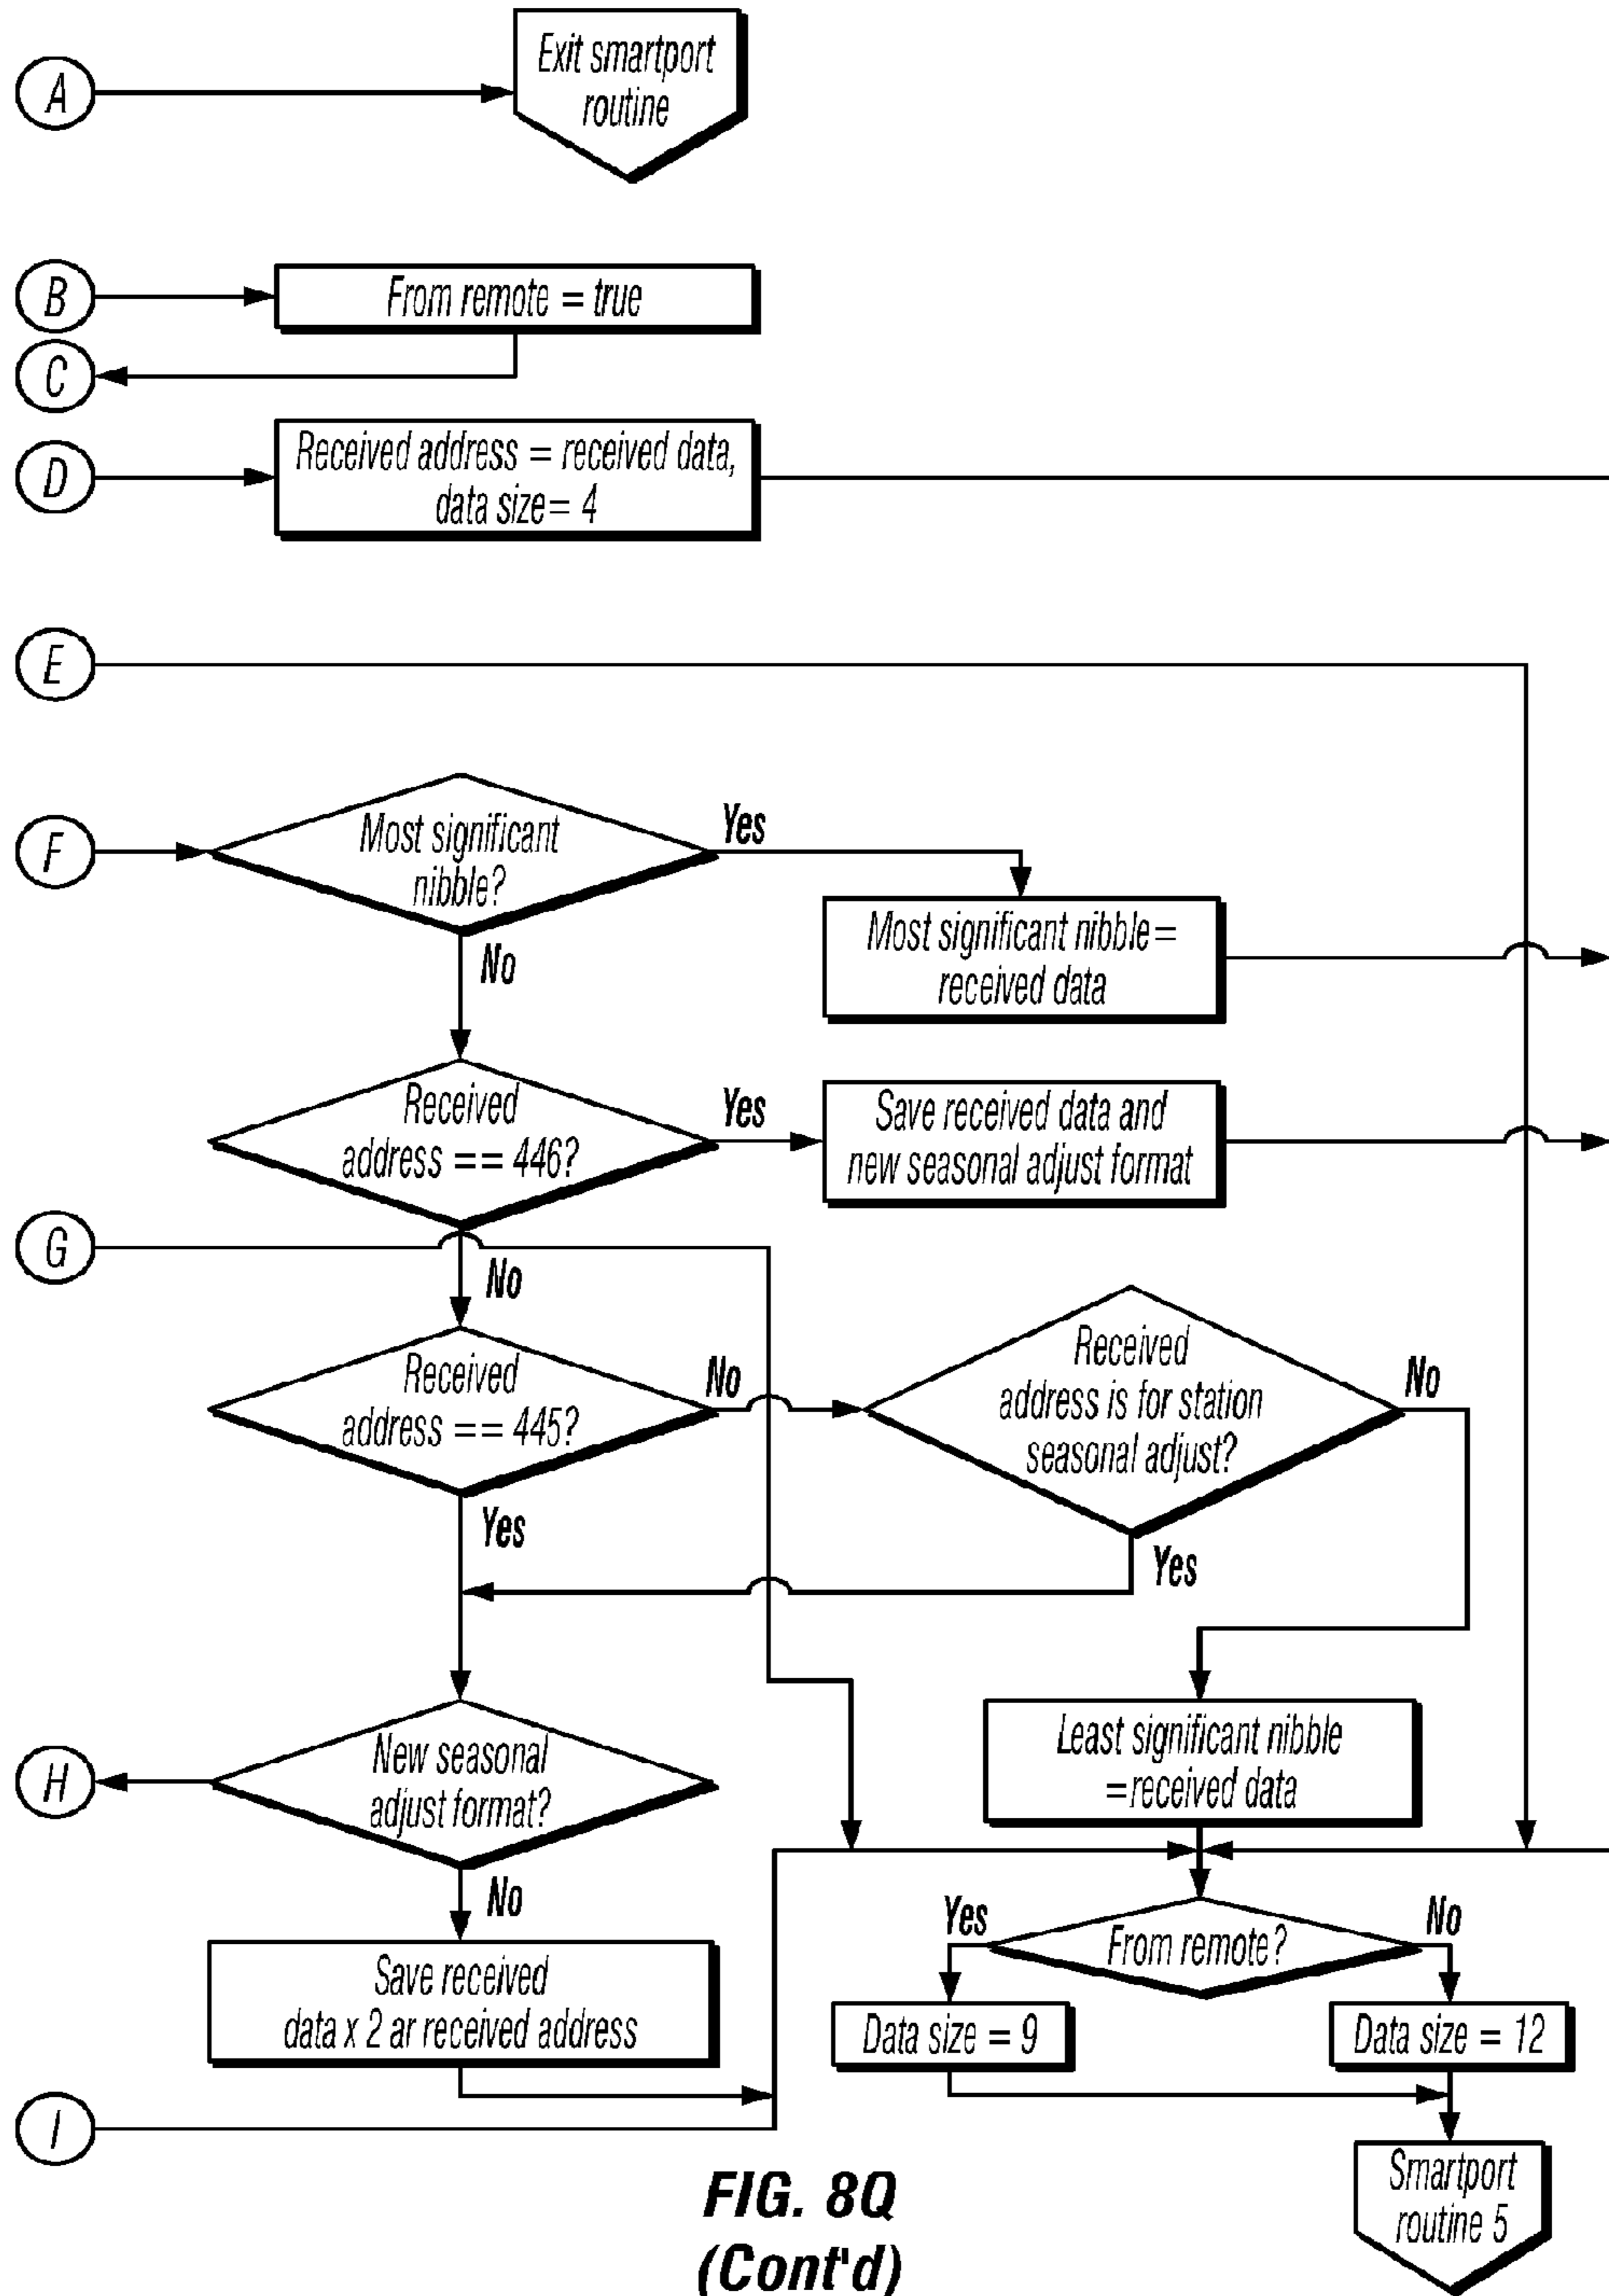 A
Exit smartport
routine
B
From remote = true
C
D
Received address = received data,
data size = 4
E
F
Most significant
nibble?
Yes
No
Most significant nibble =
received data
Received
address == 446?
Yes
Save received data and
new seasonal adjust format
G
No
Received
address == 445?
No
Received
address is for station
seasonal adjust?
No
Yes
Yes
H
New seasonal
adjust format?
Least significant nibble
=received data
No
Save received
data x 2 ar received address
From remote?
Yes
No
Data size = 9
Data size = 12
I
Smartport
routine 5
FIG. 8Q
(Cont'd)